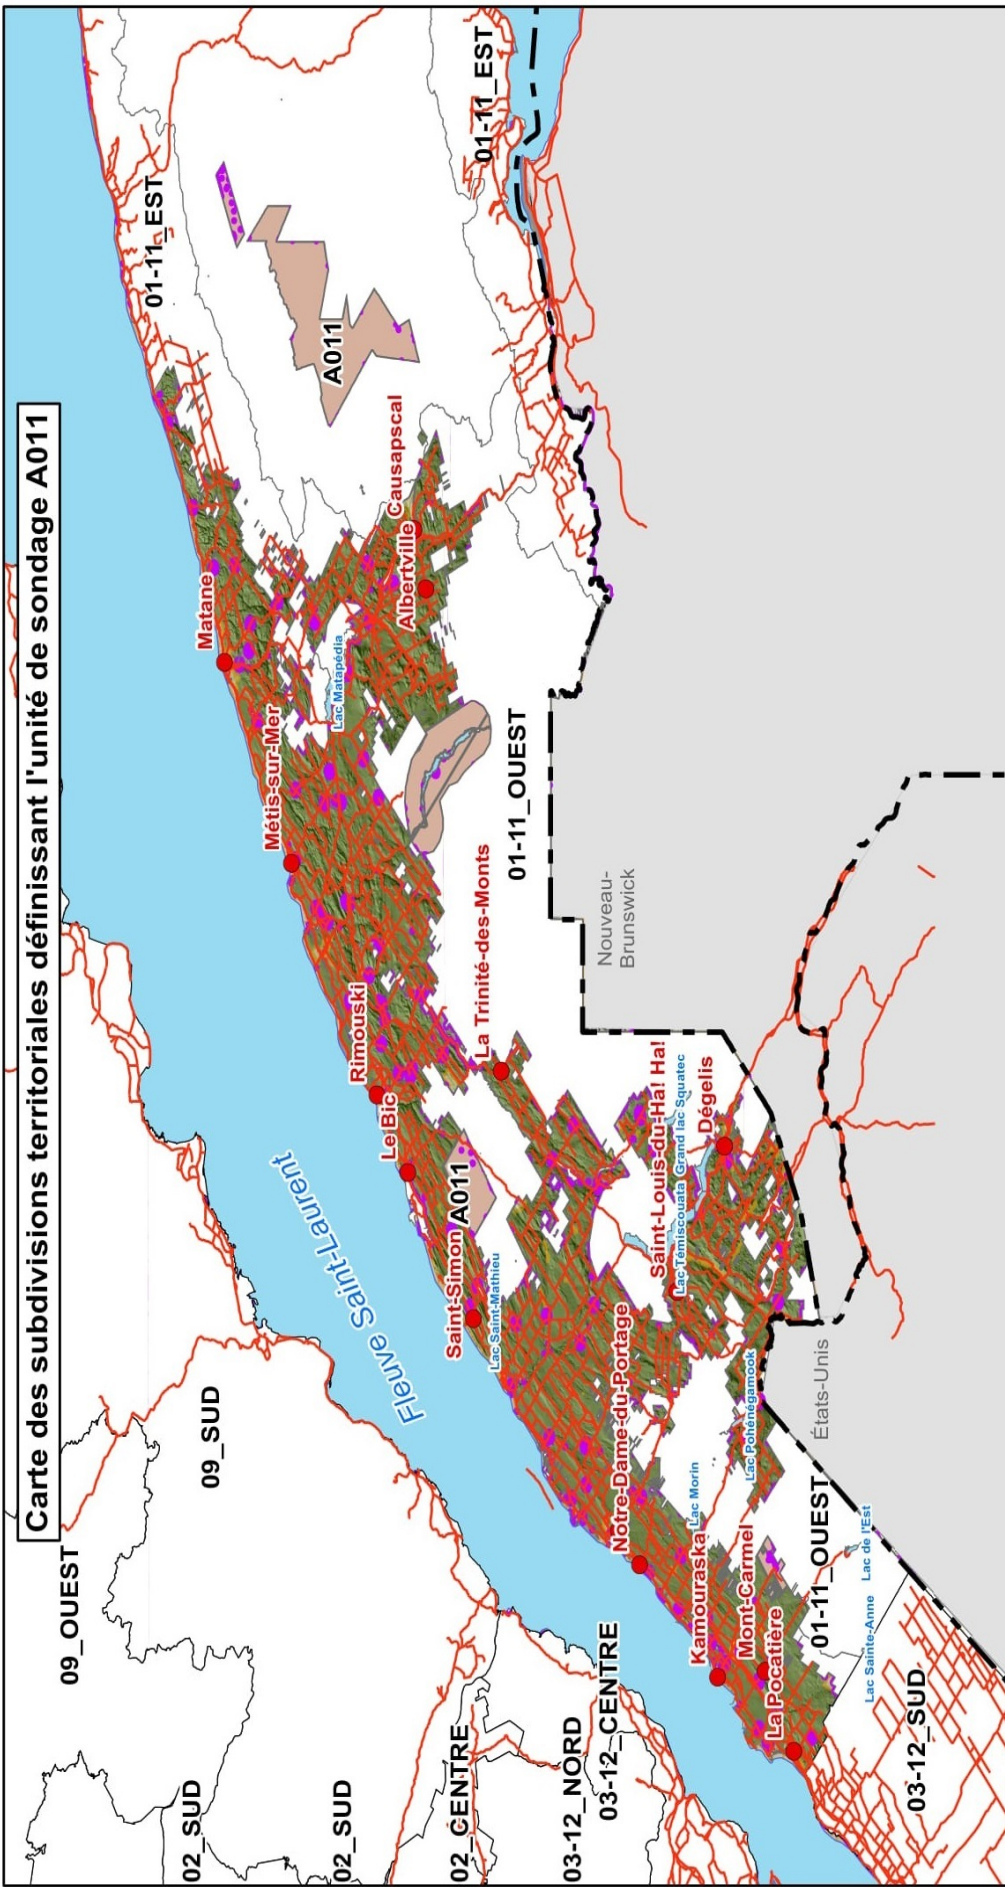 Carte des subdivisions territoriales définissant l'unité de sondage A011
09_OUEST
09_SUD
02_SUD
02_SUD
02_CENTRE
03-12_NORD
03-12_CENTRE
03-12_SUD
Fleuve Saint-Laurent
01-11_EST
01-11_EST
A011
Matane
Causapscal
Albertville
Lac Matapédia
Métis-sur-Mer
01-11_OUEST
Nouveau-
Brunswick
La Trinité-des-Monts
Rimouski
Le Bic
A011
Saint-Simon
Lac Saint-Mathieu
Saint-Louis-du-Ha! Ha!
Lac Témiscouata
Grand lac Squatec
Dégelis
Notre-Dame-du-Portage
Lac Pohénégamook
États-Unis
Lac Morin
Kamouraska
Mont-Carmel
La Pocatière
01-11_OUEST
Lac de l'Est
Lac Sainte-Anne